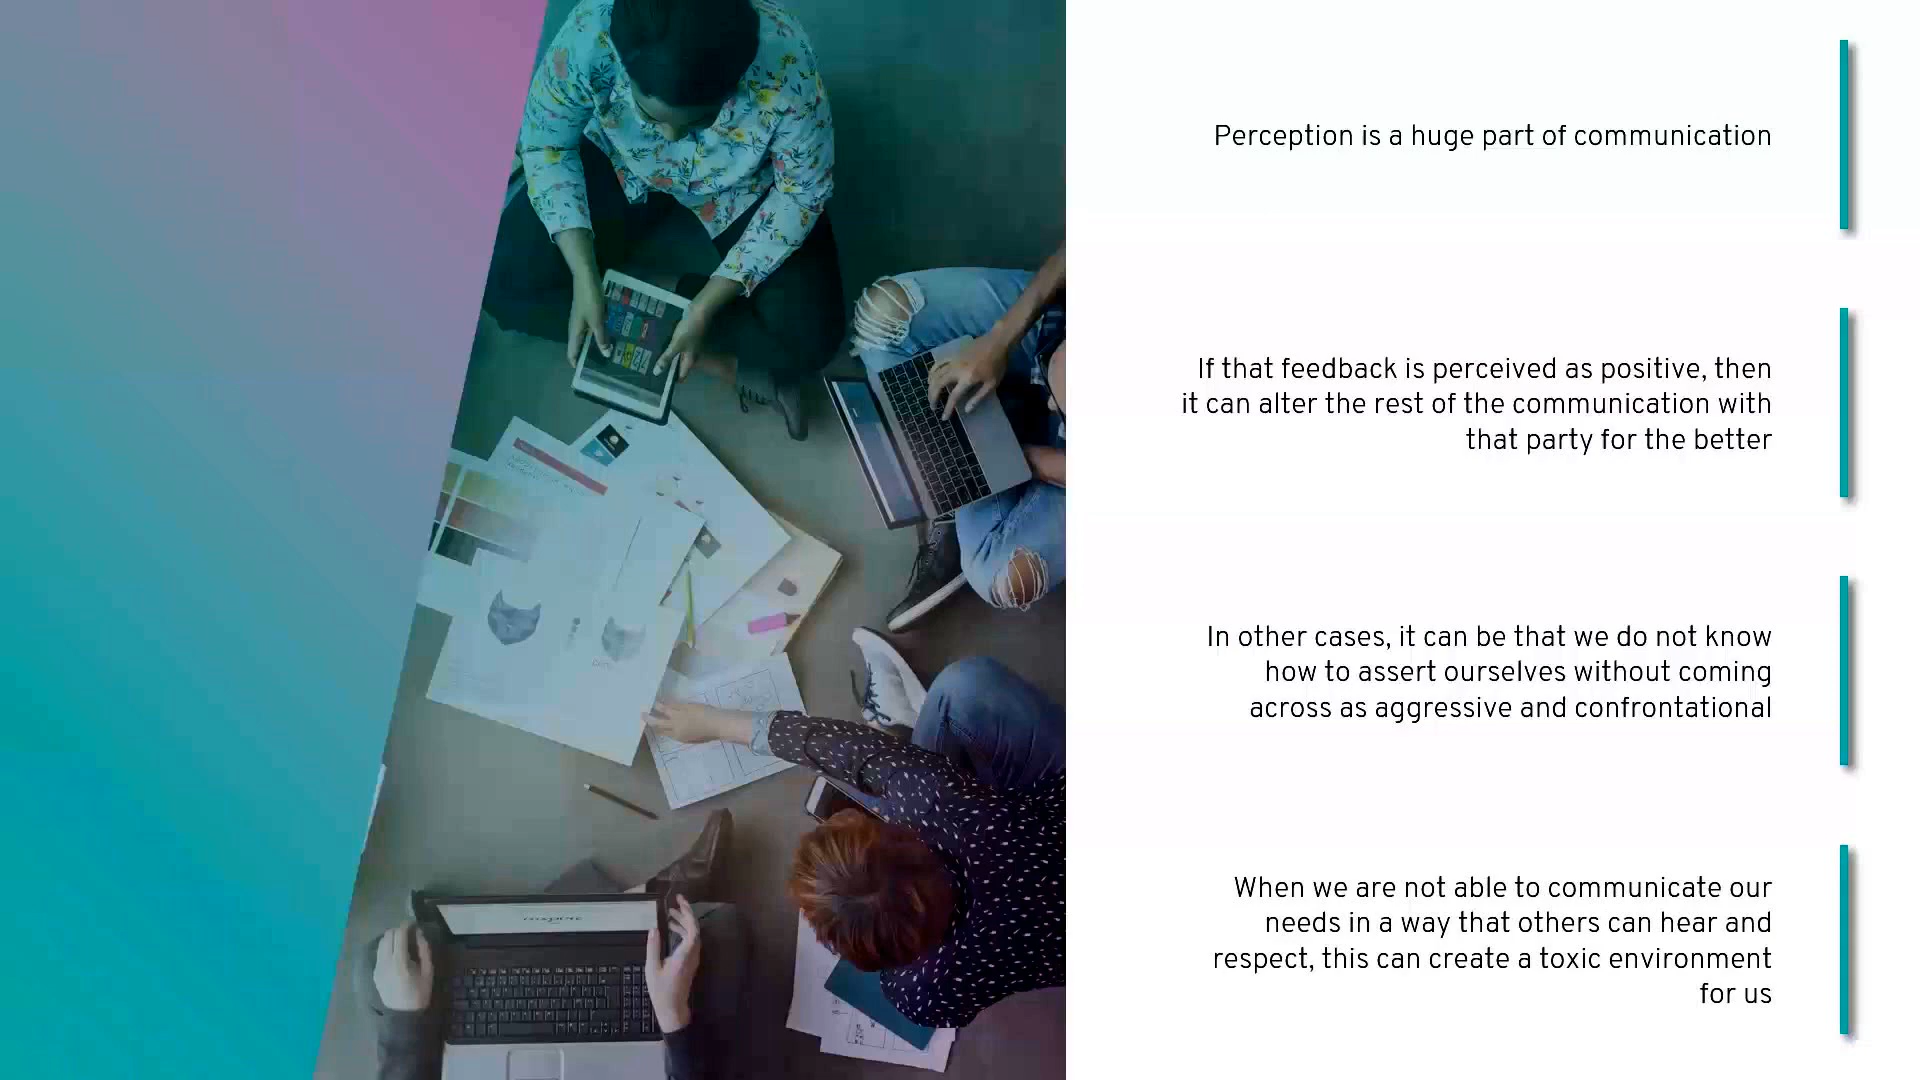 Perception is a huge part of communication
If that feedback is perceived as positive, then
it can alter the rest of the communication with
that party for the better
In other cases, it can be that we do not know
how to assert ourselves without coming
across as aggressive and confrontational
When we are not able to communicate our
needs in a way that others can hear and
respect, this can create a toxic environment
for us